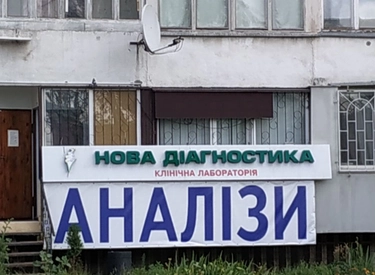 НОВА ДІАГНОСТИКА
КЛІНІЧНА ЛАБОРАТОРІЯ
АНАЛІЗИ